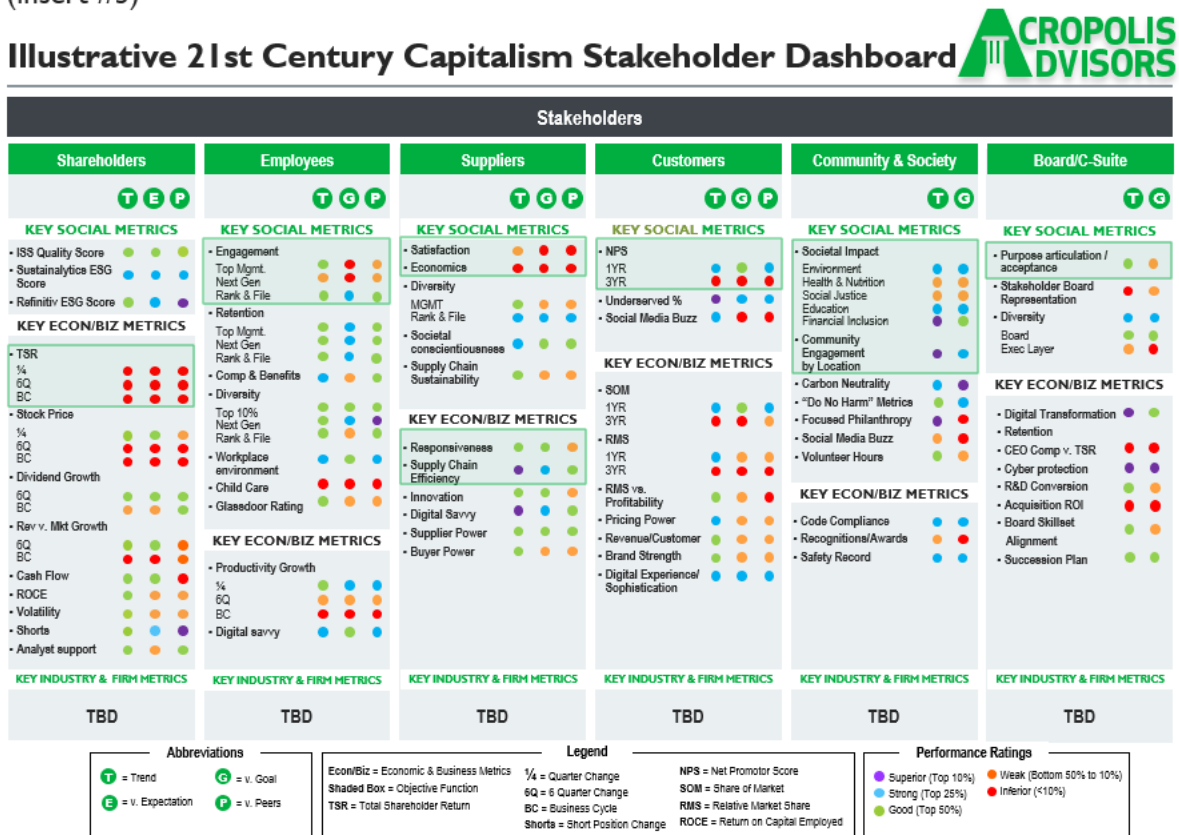 (Insert
Illustrative 21st Century Capitalism Stakeholder Dashboard
ACROPOLIS
ADVISORS
Stakeholders
Shareholders
T E P
KEY SOCIAL METRICS
- ISS Quality Score
- Sustainalytics ESG
Score
- Refinitiv ESG Score
KEY ECON/BIZ METRICS
- TSR
¼
6Q
BC
- Stock Price
¼
6Q
BC
- Dividend Growth
6Q
BC
- Rev v. Mkt Growth
6Q
BC
- Cash Flow
- ROCE
- Volatility
- Shorts
- Analyst support
KEY INDUSTRY & FIRM METRICS
TBD
Employees
T G P
KEY SOCIAL METRICS
- Engagement
Top Mgmt.
Next Gen
Rank & File
- Retention
Top Mgmt.
Next Gen
Rank & File
- Comp & Benefits
- Diversity
Top 10%
Next Gen
Rank & File
- Workplace
environment
- Child Care
- Glassdoor Rating
KEY ECON/BIZ METRICS
- Productivity Growth
¼
6Q
BC
- Digital savvy
KEY INDUSTRY & FIRM METRICS
TBD
Suppliers
T G P
KEY SOCIAL METRICS
- Satisfaction
- Economics
- Diversity
MGMT
Rank & File
- Societal
conscientiousness
- Supply Chain
Sustainability
KEY ECON/BIZ METRICS
- Responsiveness
- Supply Chain
Efficiency
- Innovation
- Digital Savvy
- Supplier Power
- Buyer Power
KEY INDUSTRY & FIRM METRICS
TBD
Customers
T G P
KEY SOCIAL METRICS
- NPS
1YR
3YR
- Underserved %
- Social Media Buzz
KEY ECON/BIZ METRICS
- SOM
1YR
3YR
- RMS
1YR
3YR
- RMS vs.
Profitability
- Pricing Power
- Revenue/Customer
- Brand Strength
- Digital Experience/
Sophistication
KEY INDUSTRY & FIRM METRICS
TBD
Community & Society
T G
KEY SOCIAL METRICS
- Societal Impact
Environment
Health & Nutrition
Social Justice
Education
Financial Inclusion
- Community
Engagement
by Location
- Carbon Neutrality
- "Do No Harm" Metrics
- Focused Philanthropy
- Social Media Buzz
- Volunteer Hours
KEY ECON/BIZ METRICS
- Code Compliance
- Recognitions/Awards
- Safety Record
KEY INDUSTRY & FIRM METRICS
TBD
Board/C-Suite
T G
KEY SOCIAL METRICS
- Purpose articulation /
acceptance
- Stakeholder Board
Representation
- Diversity
Board
Exec Layer
KEY ECON/BIZ METRICS
- Digital Transformation
- Retention
- CEO Comp v. TSR
- Cyber protection
- R&D Conversion
- Acquisition ROI
- Board Skillset
Alignment
- Succession Plan
KEY INDUSTRY & FIRM METRICS
TBD
Abbreviations
T = Trend
G = v. Goal
E = v. Expectation
P = v. Peers
Legend
Econ/Biz = Economic & Business Metrics
Shaded Box = Objective Function
TSR = Total Shareholder Return
¼ = Quarter Change
6Q = 6 Quarter Change
BC = Business Cycle
Shorts = Short Position Change
NPS = Net Promotor Score
SOM = Share of Market
RMS = Relative Market Share
ROCE = Return on Capital Employed
Performance Ratings
Superior (Top 10%)
Strong (Top 25%)
Good (Top 50%)
Weak (Bottom 50% to 10%)
Inferior (<10%)